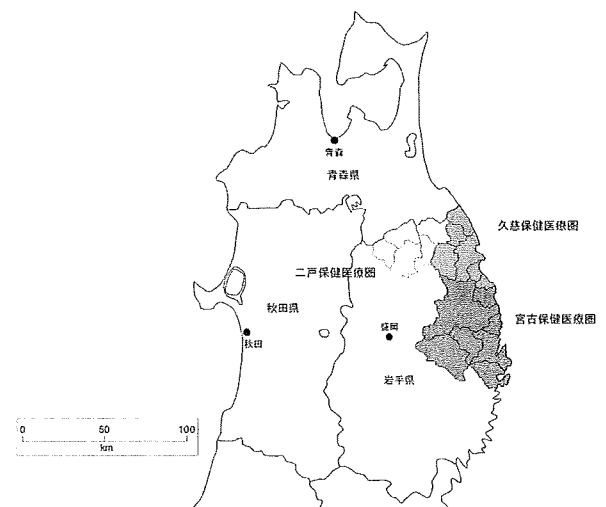 青森
青森県
久慈保健医療圏
二戸保健医療圏
宮古保健医療圏
秋田県
盛岡
秋田
岩手県
0 50 100
km